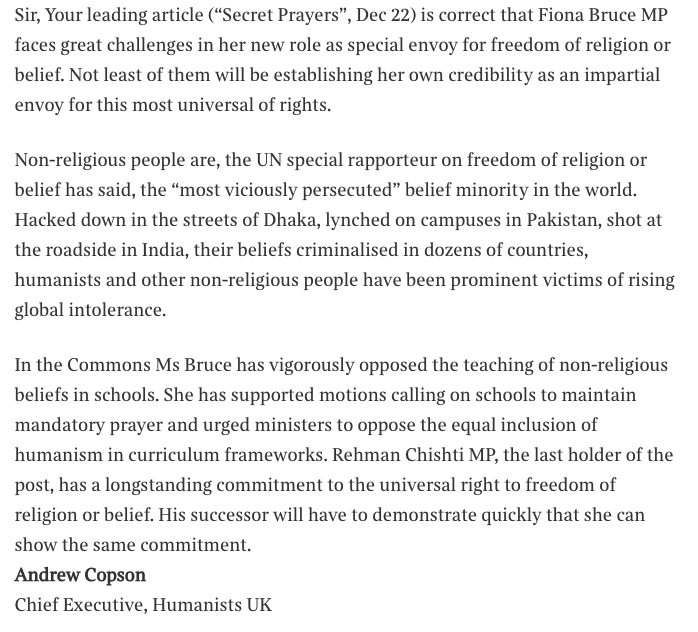 Sir, Your leading article (“Secret Prayers”, Dec 22) is correct that Fiona Bruce MP
faces great challenges in her new role as special envoy for freedom of religion or
belief. Not least of them will be establishing her own credibility as an impartial
envoy for this most universal of rights.
Non-religious people are, the UN special rapporteur on freedom of religion or
belief has said, the “most viciously persecuted” belief minority in the world.
Hacked down in the streets of Dhaka, lynched on campuses in Pakistan, shot at
the roadside in India, their beliefs criminalised in dozens of countries,
humanists and other non-religious people have been prominent victims of rising
global intolerance.
In the Commons Ms Bruce has vigorously opposed the teaching of non-religious
beliefs in schools. She has supported motions calling on schools to maintain
mandatory prayer and urged ministers to oppose the equal inclusion of
humanism in curriculum frameworks. Rehman Chishti MP, the last holder of the
post, has a longstanding commitment to the universal right to freedom of
religion or belief. His successor will have to demonstrate quickly that she can
show the same commitment.
Andrew Copson
Chief Executive, Humanists UK